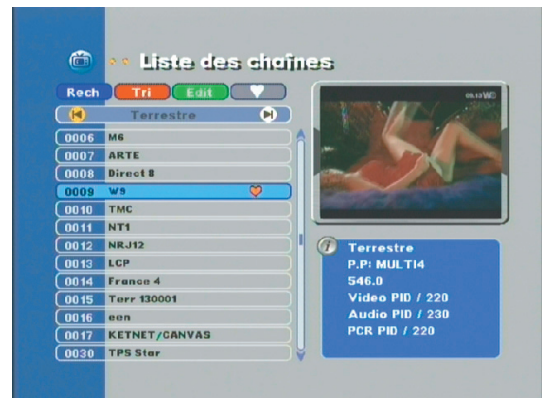 Liste des chaînes
Rech Tri Edit
Terrestre
0006 M6
0007 ARTE
0008 Direct 8
0009 W9
0010 TMC
0011 NT1
0012 NRJ12
0013 LCP
0014 France 4
0015 Terr 130001
0016 een
0017 KETNET/CANVAS
0030 TPS Star
Terrestre
P.P: MULTI4
546.0
Video PID / 220
Audio PID / 230
PCR PID / 220